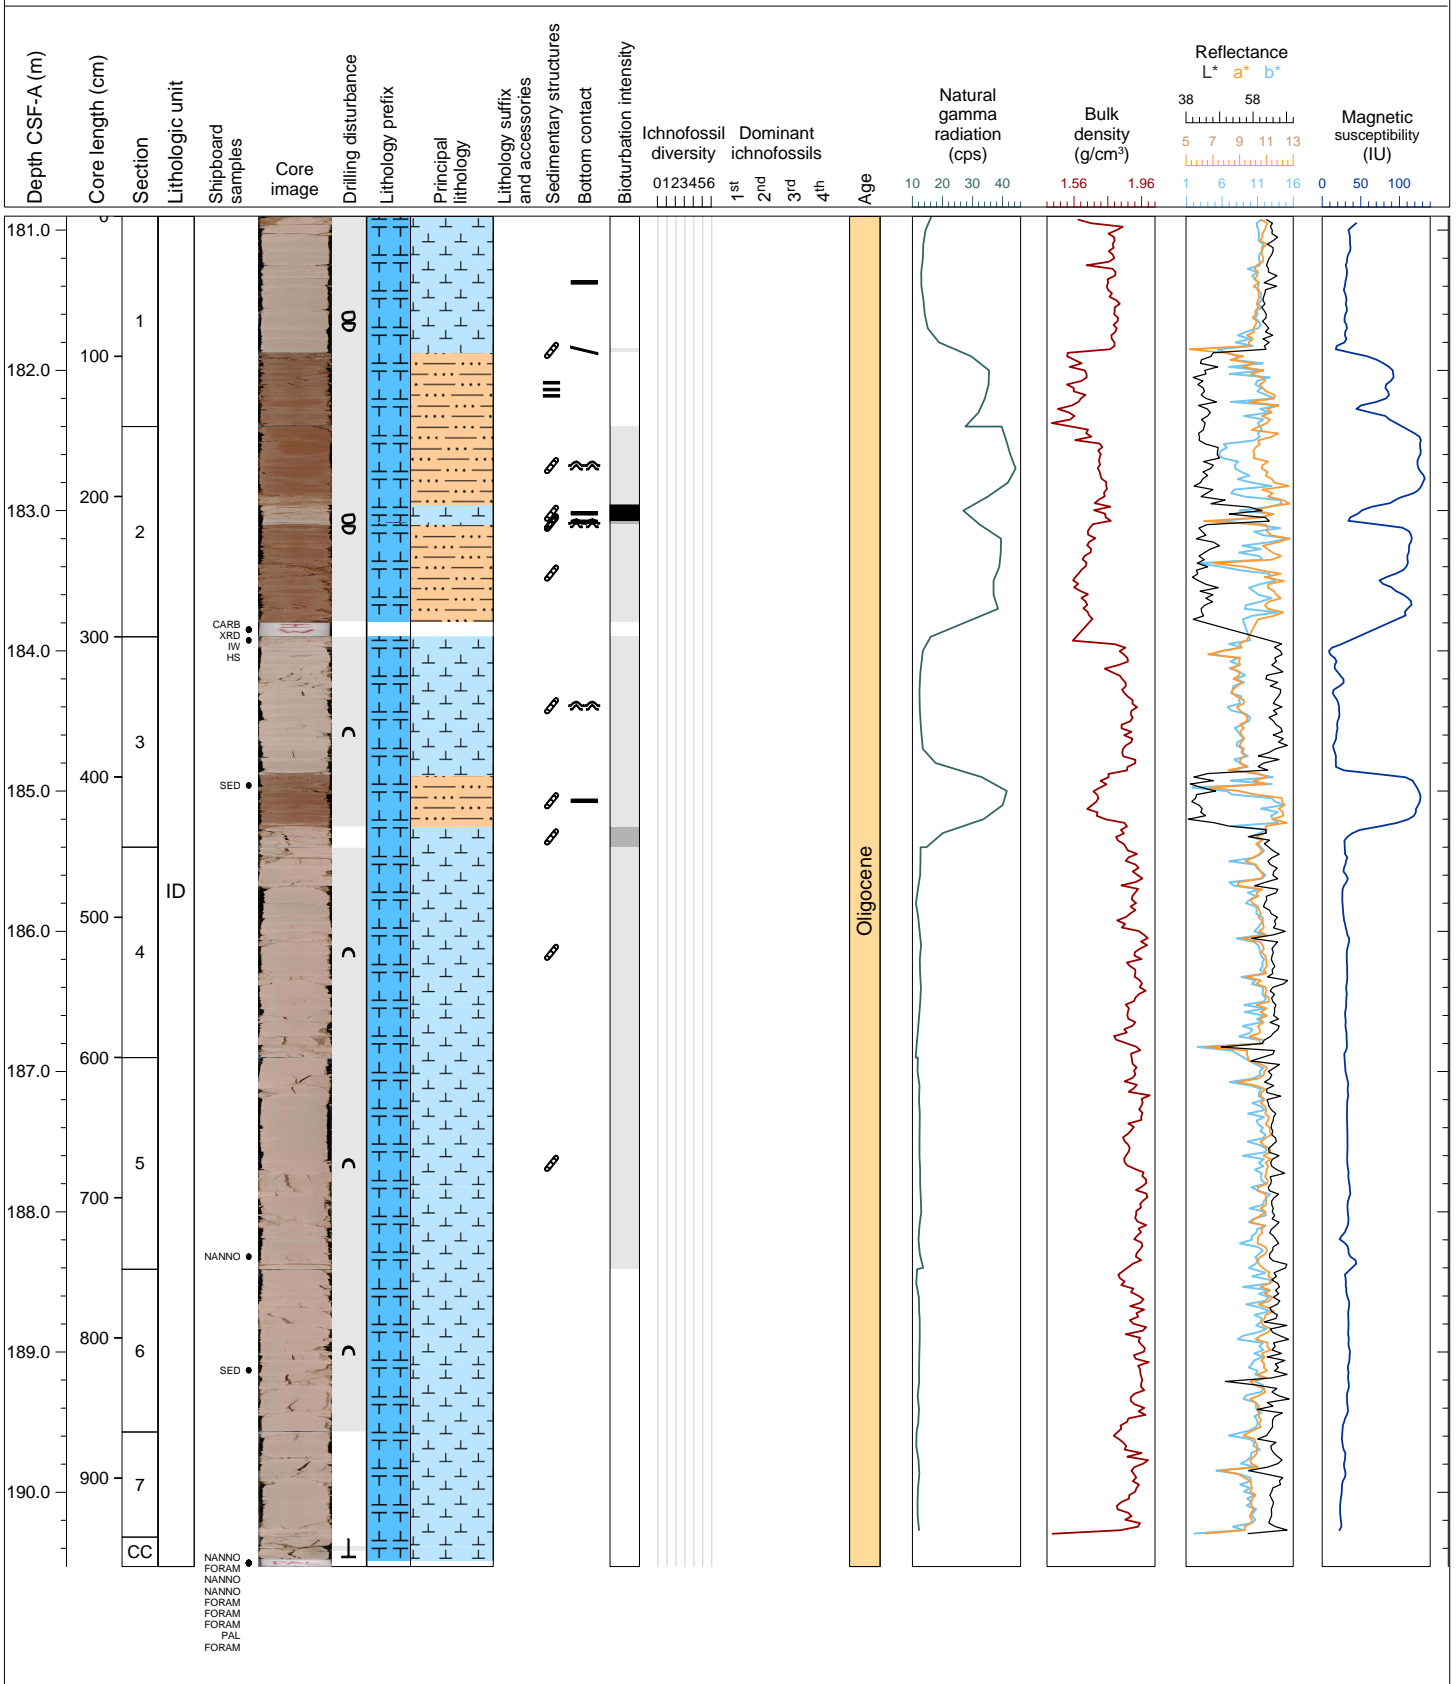 Depth CSF-A (m)
Core length (cm)
Section
Lithologic unit
Shipboard
samples
Core
image
Drilling disturbance
Lithology prefix
Principal
lithology
Lithology suffix
and accessories
Sedimentary structures
Bottom contact
Bioturbation intensity
Ichnofossil
diversity
0123456
Dominant
ichnofossils
1st
2nd
3rd
4th
Age
Natural
gamma
radiation
(cps)
10 20 30 40
Bulk
density
(g/cm³)
1.56 1.96
Reflectance
L* a* b*
38 58
5 7 9 11 13
1 6 11 16
Magnetic
susceptibility
(IU)
0 50 100
0
181.0
1
100
182.0
200
183.0
2
CARB
XRD
IW
HS
300
184.0
3
400
SED
185.0
Oligocene
ID
500
186.0
4
600
187.0
5
700
188.0
NANNO
800
189.0
6
SED
900
190.0
7
CC
NANNO
FORAM
NANNO
NANNO
FORAM
FORAM
FORAM
PAL
FORAM
PAL